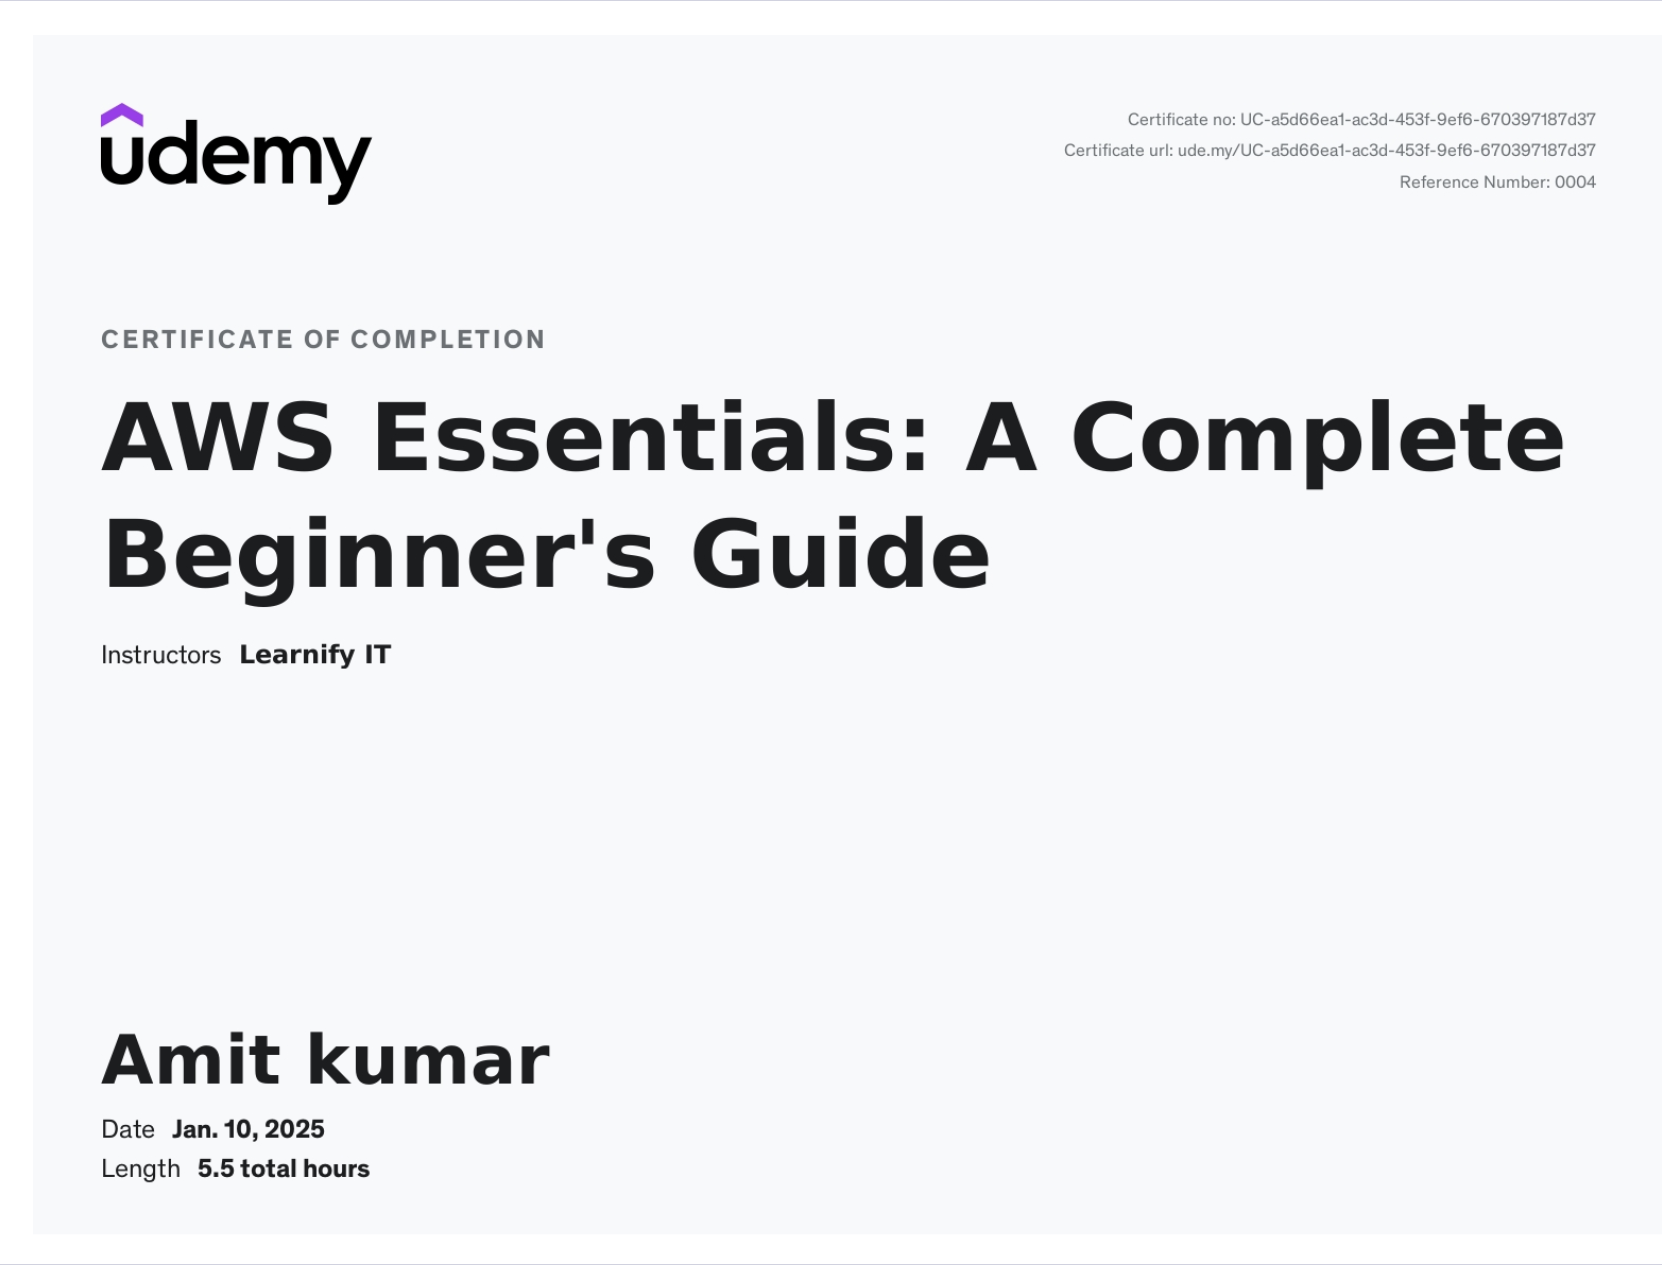 udemy
Certificate no: UC-a5d66ea1-ac3d-453f-9ef6-670397187d37
Certificate url: ude.my/UC-a5d66ea1-ac3d-453f-9ef6-670397187d37
Reference Number: 0004
CERTIFICATE OF COMPLETION
AWS Essentials: A Complete
Beginner's Guide
Instructors Learnify IT
Amit kumar
Date Jan. 10, 2025
Length 5.5 total hours